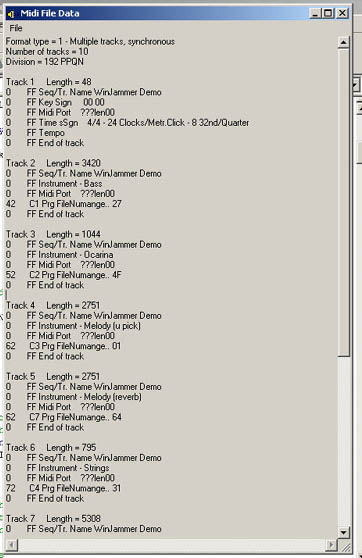 Midi File Data
File
Format type = 1 - Multiple tracks, synchronous
Number of tracks = 10
Division = 192 PPQN
Track 1 Length = 48
0 FF Seq/Tr. Name WinJammer Demo
0 FF Key Sign 00 00
0 FF Midi Port ???len00
0 FF Time sSgn 4/4 - 24 Clocks/Metr.Click - 8 32nd/Quarter
0 FF Tempo
0 FF End of track
Track 2 Length = 3420
0 FF Seq/Tr. Name WinJammer Demo
0 FF Instrument - Bass
0 FF Midi Port ???len00
42 C1 Prg FileNumange.. 27
0 FF End of track
Track 3 Length = 1044
0 FF Seq/Tr. Name WinJammer Demo
0 FF Instrument - Ocarina
0 FF Midi Port ???len00
52 C2 Prg FileNumange.. 4F
0 FF End of track
Track 4 Length = 2751
0 FF Seq/Tr. Name WinJammer Demo
0 FF Instrument - Melody (u pick)
0 FF Midi Port ???len00
62 C3 Prg FileNumange.. 01
0 FF End of track
Track 5 Length = 2751
0 FF Seq/Tr. Name WinJammer Demo
0 FF Instrument - Melody (reverb)
0 FF Midi Port ???len00
62 C7 Prg FileNumange.. 64
0 FF End of track
Track 6 Length = 795
0 FF Seq/Tr. Name WinJammer Demo
0 FF Instrument - Strings
0 FF Midi Port ???len00
72 C4 Prg FileNumange.. 31
0 FF End of track
Track 7 Length = 5308
0 FF Seq/Tr. Name WinJammer Demo